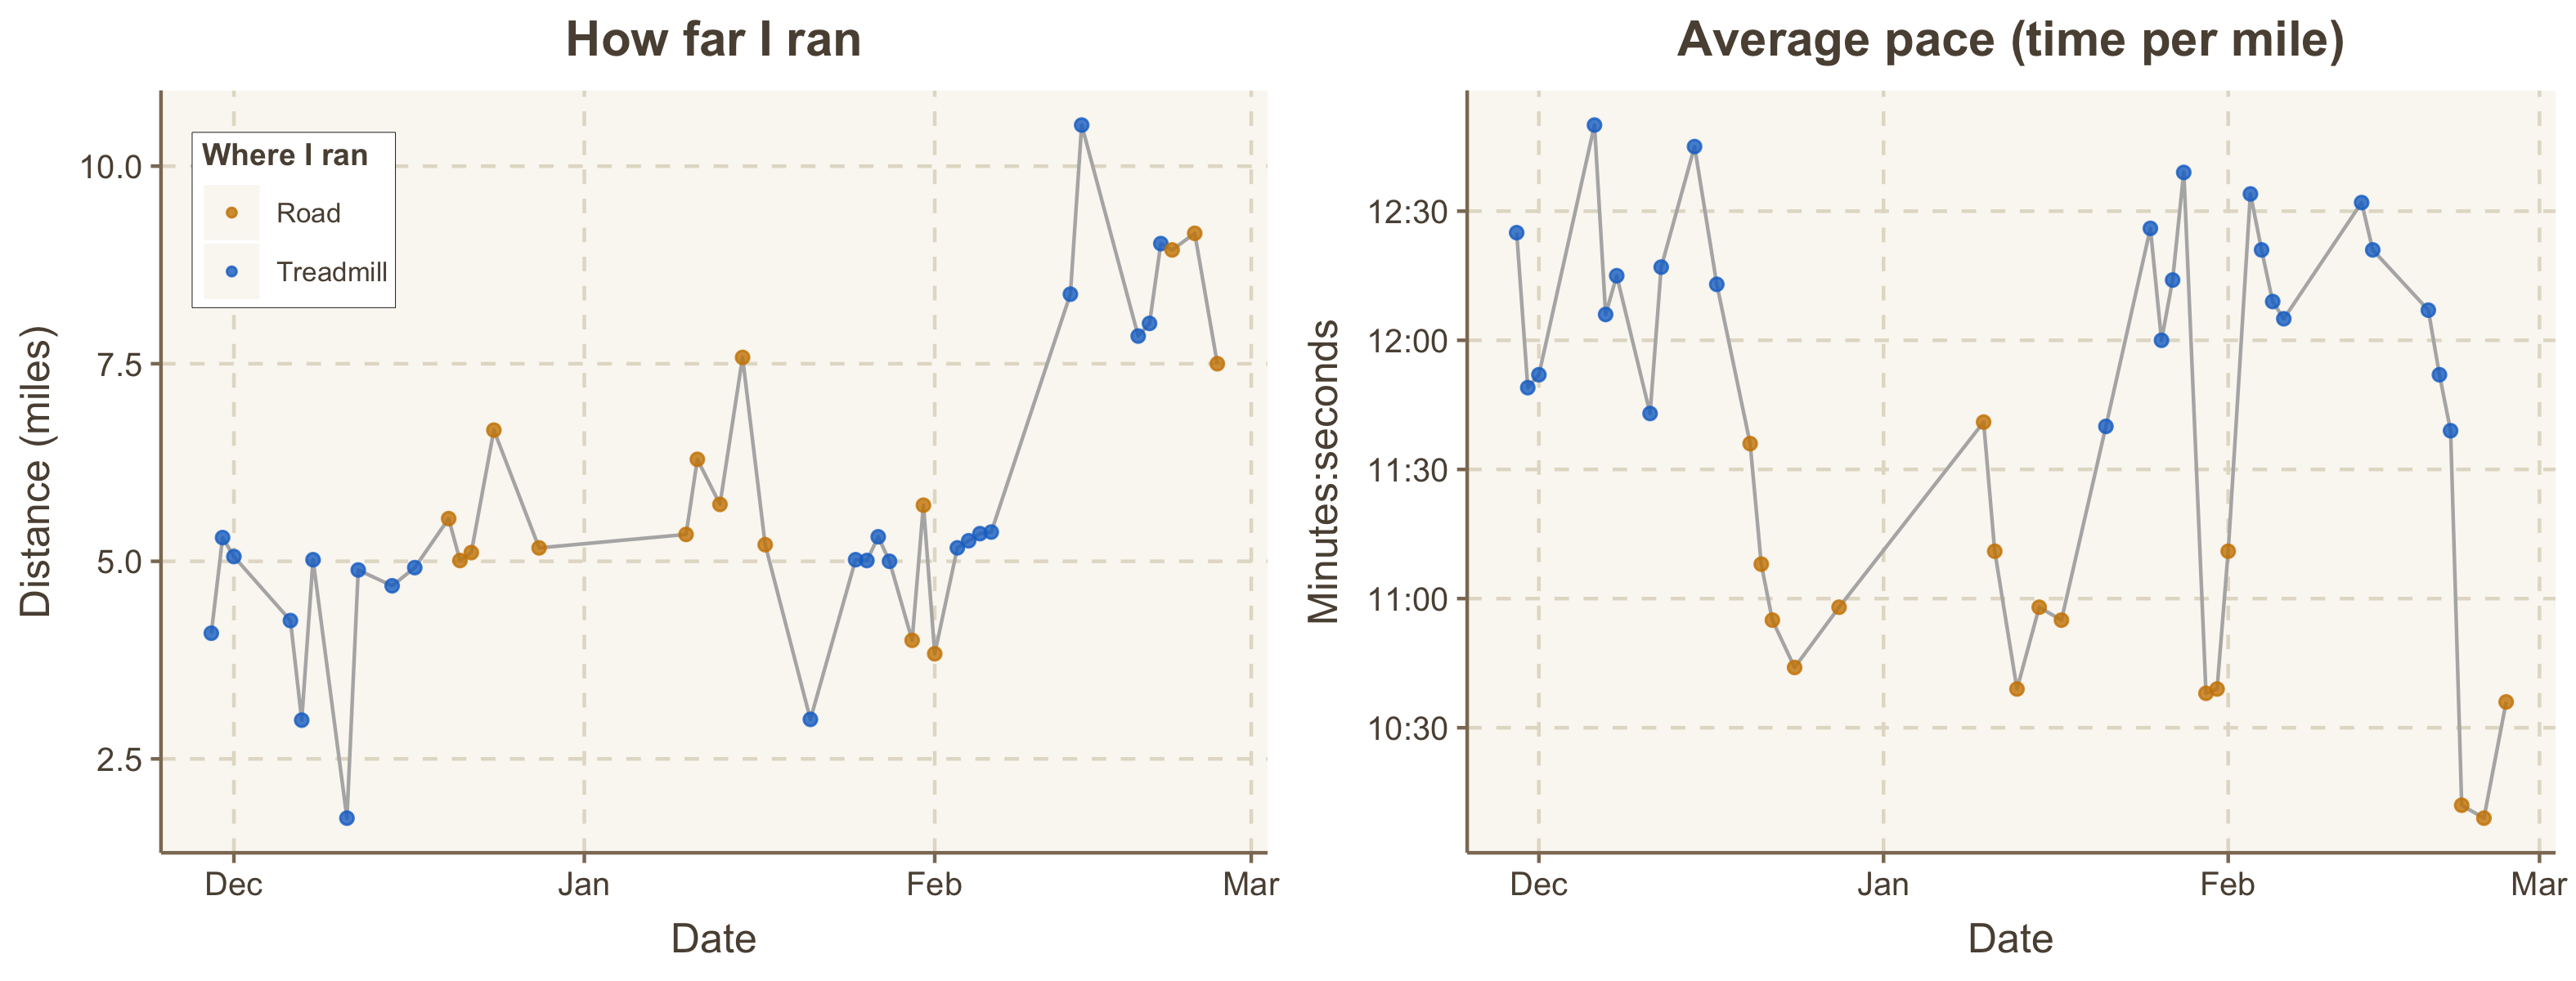 How far I ran
Distance (miles)
10.0
7.5
5.0
2.5
Where I ran
Road
Treadmill
Dec Jan Feb Mar
Date
Average pace (time per mile)
Minutes:seconds
12:30
12:00
11:30
11:00
10:30
Dec Jan Feb Mar
Date